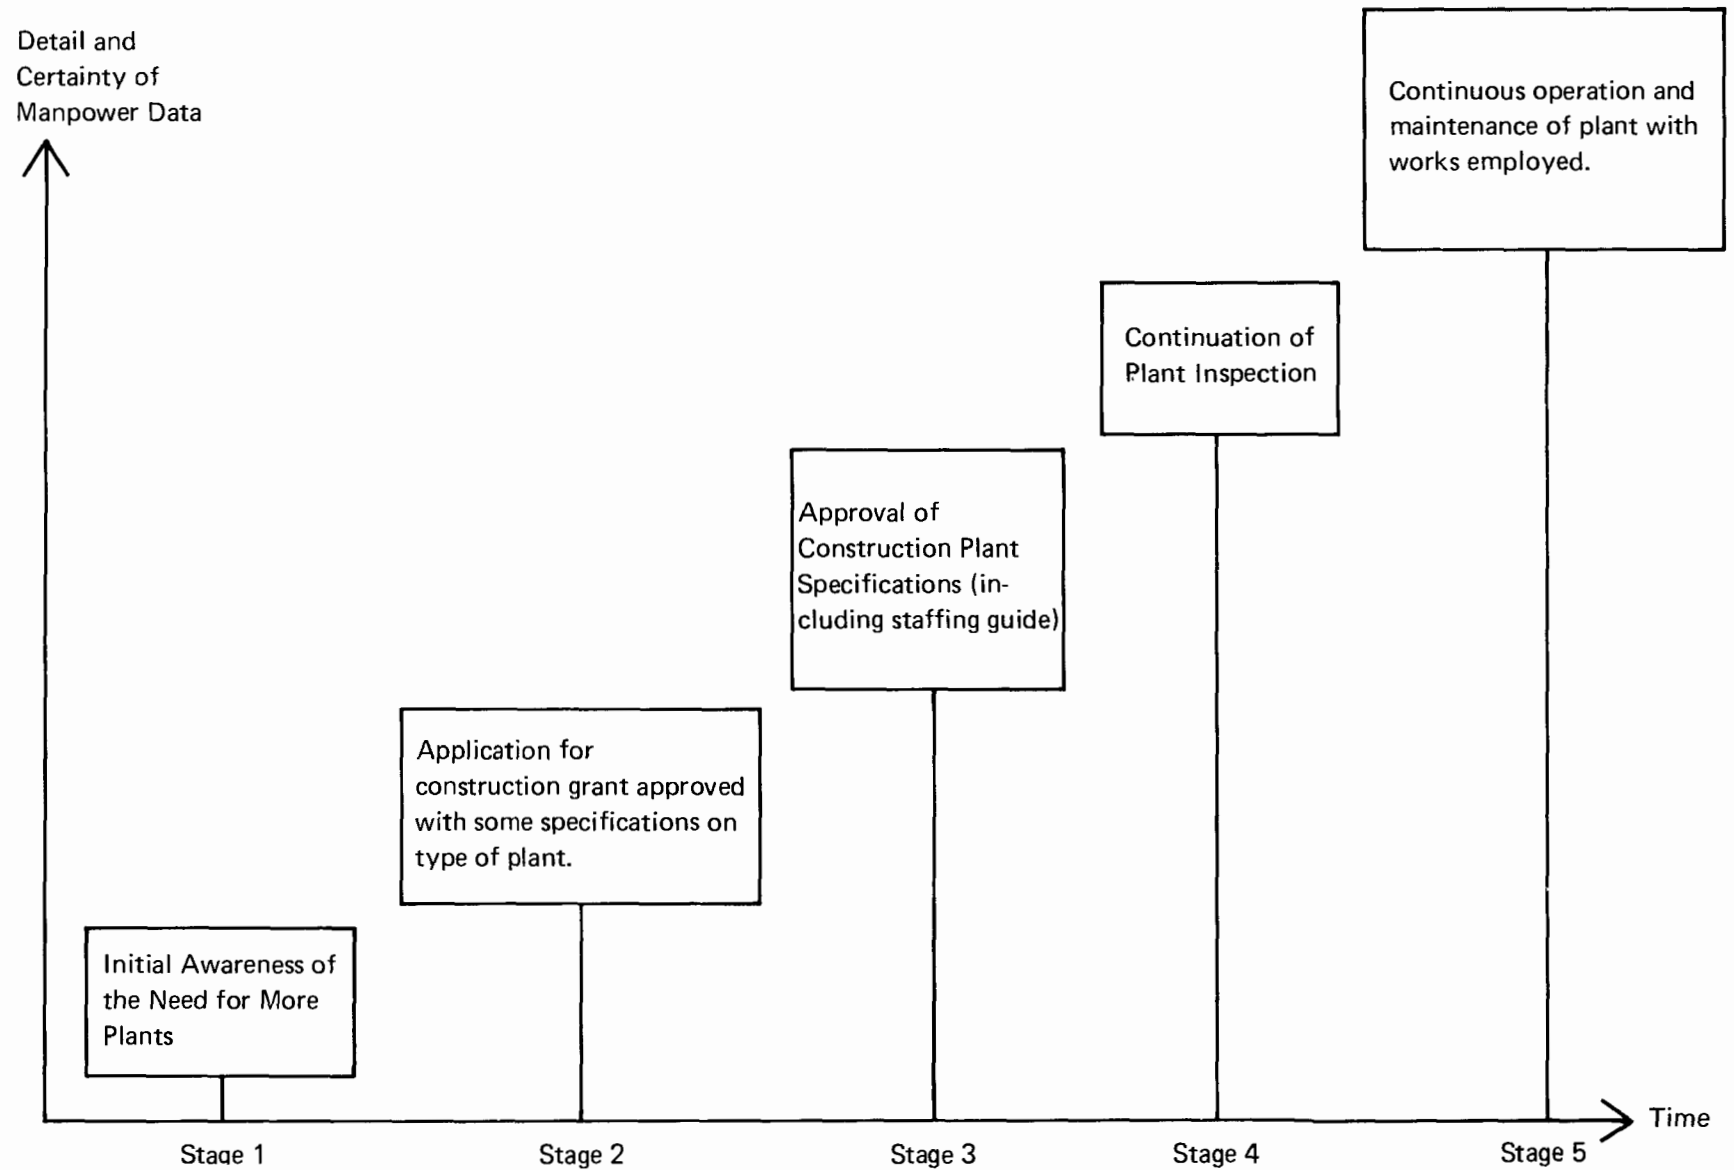 Detail and
Certainty of
Manpower Data
Continuous operation and
maintenance of plant with
works employed.
Continuation of
Plant Inspection
Approval of
Construction Plant
Specifications (in-
cluding staffing guide)
Application for
construction grant approved
with some specifications on
type of plant.
Initial Awareness of
the Need for More
Plants
Time
Stage 1
Stage 2
Stage 3
Stage 4
Stage 5